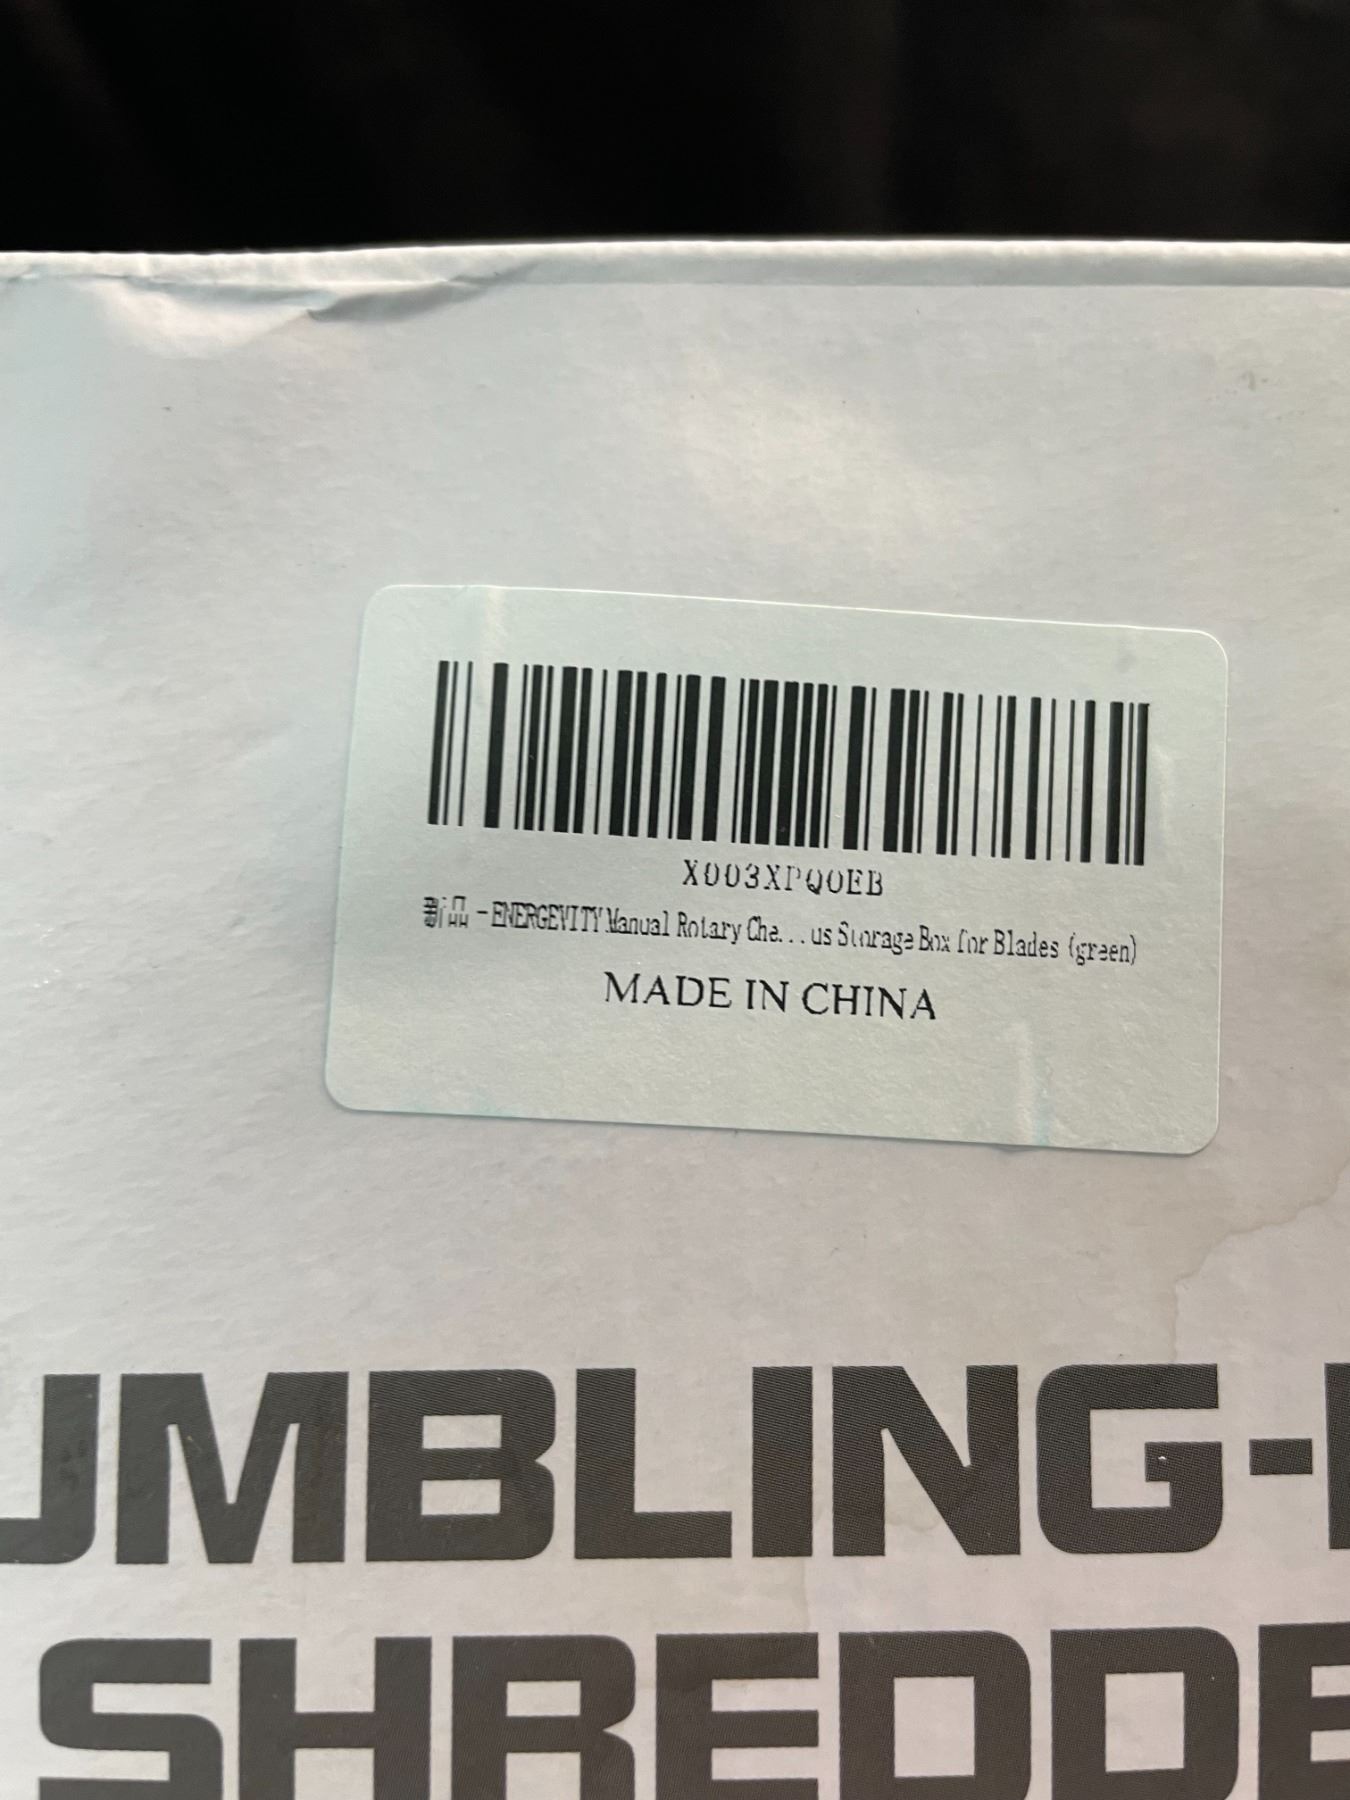 X003XPQ0EB
新品 - ENERGEVITY Manual Rotary Che...us Storage Box for Blades (green)
MADE IN CHINA
UMBLING-
SHREDDE